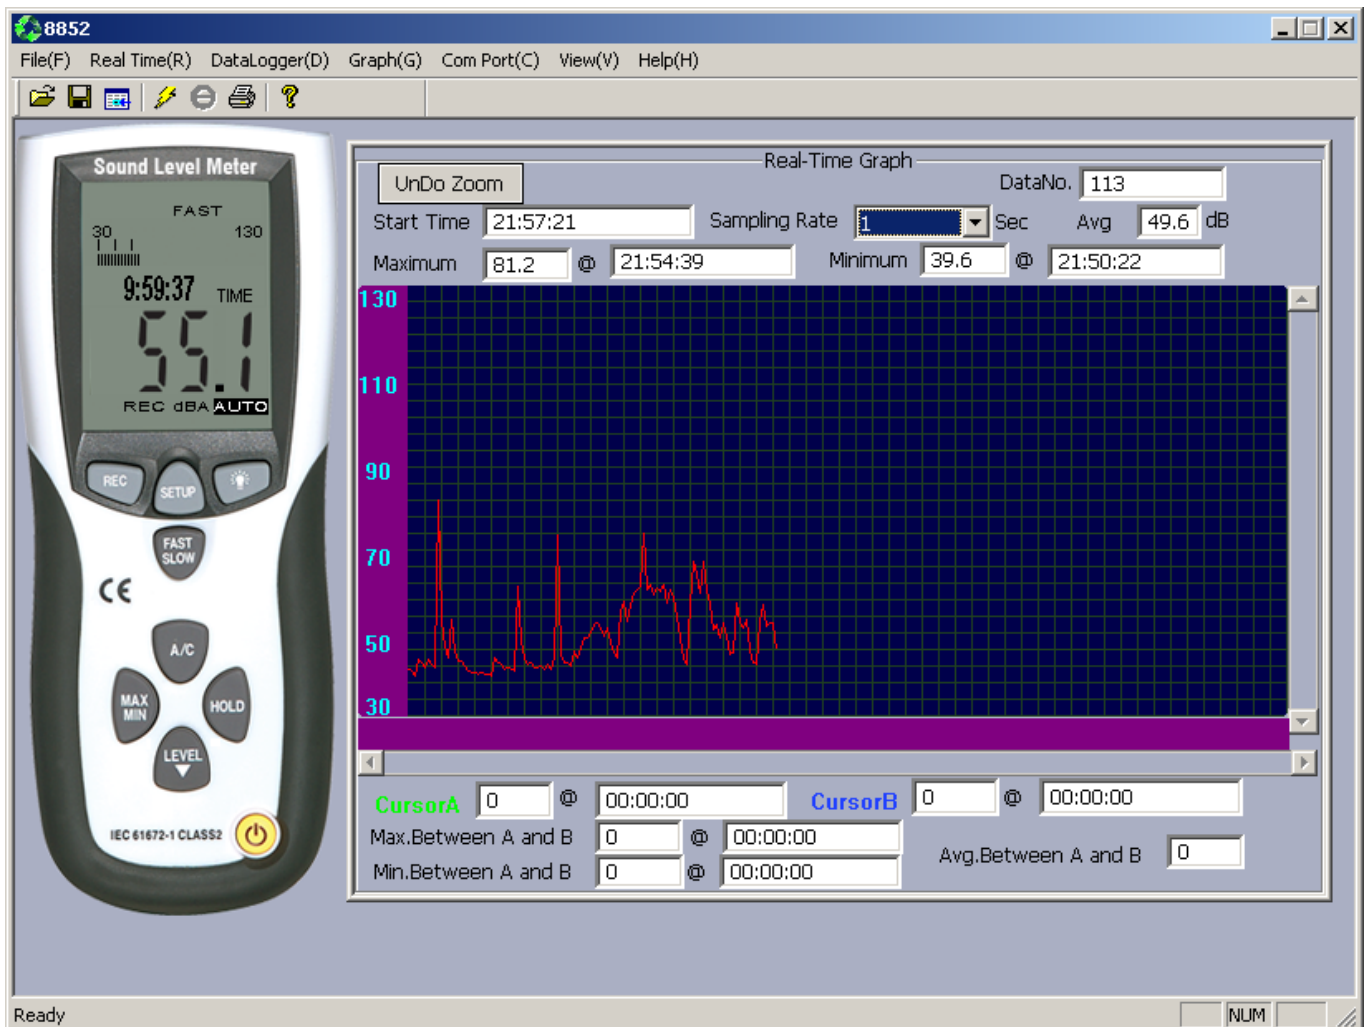 8852
File(F) Real Time(R) DataLogger(D) Graph(G) Com Port(C) View(V) Help(H)
Sound Level Meter
FAST
30 130
9:59:37 TIME
55.1
REC dBA AUTO
REC
SETUP
FAST
SLOW
CE
A/C
MAX
MIN
HOLD
LEVEL
IEC 61672-1 CLASS2
Real-Time Graph
UnDo Zoom DataNo. 113
Start Time 21:57:21 Sampling Rate 1 Sec Avg 49.6 dB
Maximum 81.2 @ 21:54:39 Minimum 39.6 @ 21:50:22
130
110
90
70
50
30
CursorA 0 @ 00:00:00 CursorB 0 @ 00:00:00
Max.Between A and B 0 @ 00:00:00
Avg.Between A and B 0
Min.Between A and B 0 @ 00:00:00
Ready NUM